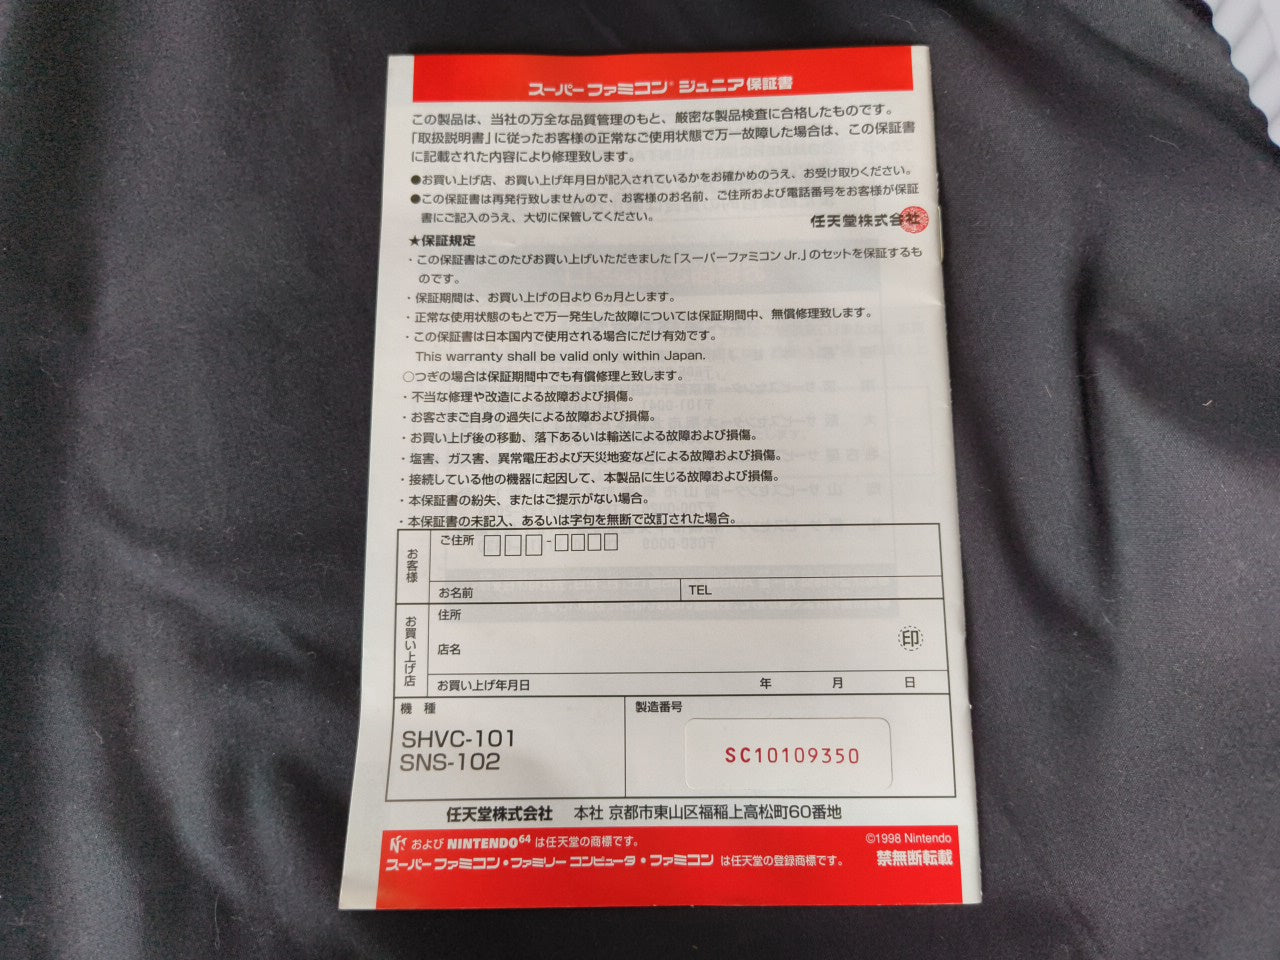 スーパーファミコン® ジュニア保証書
この製品は、当社の万全な品質管理のもと、厳密な製品検査に合格したものです。
「取扱説明書」に従ったお客様の正常なご使用状態で万一故障した場合は、この保証書
に記載された内容により修理致します。
●お買い上げ店、お買い上げ年月日が記入されているかをお確かめのうえ、お受け取りください。
●この保証書は再発行致しませんので、お客様のお名前、ご住所および電話番号をお客様が保証
書にご記入のうえ、大切に保管してください。
任天堂株式会社
★保証規定
・この保証書はこのたびお買い上げいただきました「スーパーファミコン Jr.」のセットを保証するも
のです。
・保証期間は、お買い上げの日より6ヵ月とします。
・正常な使用状態のもとで万一発生した故障については保証期間中、無償修理致します。
・この保証書は日本国内で使用される場合にだけ有効です。
This warranty shall be valid only within Japan.
○つぎの場合は保証期間中でも有償修理と致します。
・不当な修理や改造による故障および損傷。
・お客さまご自身の過失による故障および損傷。
・お買い上げ後の移動、落下あるいは輸送による故障および損傷。
・塩害、ガス害、異常電圧および天災地変などによる故障および損傷。
・接続している他の機器に起因して、本製品に生じる故障および損傷。
・本保証書の紛失、またはご提示がない場合。
・本保証書の未記入、あるいは字句を無断で改訂された場合。
お客様
ご住所 □□□-□□□□
お名前
TEL
お買い上げ店
住所
店名
印
お買い上げ年月日 年 月 日
機 種
SHVC-101
SNS-102
製造番号
SC10109350
任天堂株式会社 本社 京都市東山区福稲上高松町60番地
および NINTENDO64 は任天堂の商標です。
スーパーファミコン・ファミリーコンピュータ・ファミコン は任天堂の登録商標です。
©1998 Nintendo
禁無断転載